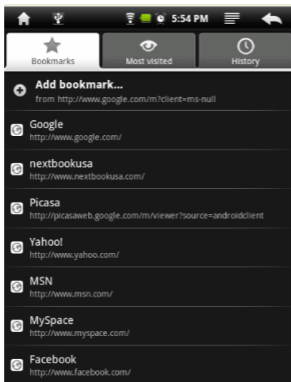 5:54 PM
Bookmarks
Most visited
History
Add bookmark...
from http://www.google.com/m?client=ms-null
Google
http://www.google.com/
nextbookusa
http://www.nextbookusa.com/
Picasa
http://picasaweb.google.com/m/viewer?source=androidclient
Yahoo!
http://www.yahoo.com/
MSN
http://www.msn.com/
MySpace
http://www.myspace.com/
Facebook
http://www.facebook.com/